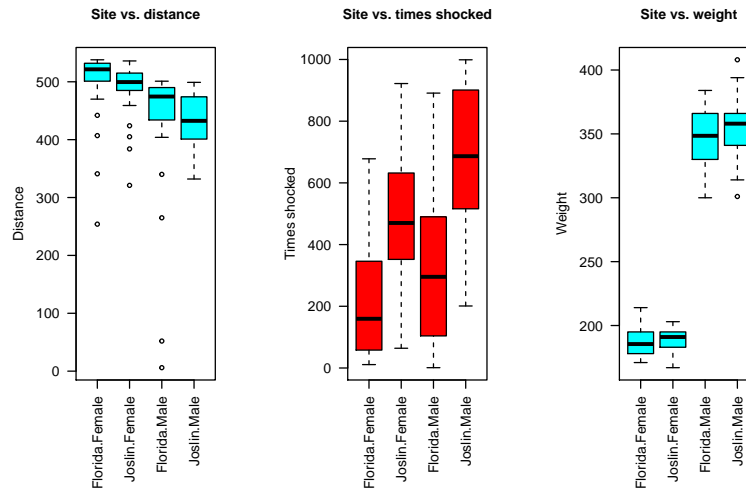 Site vs. distance
Distance
500
400
300
200
100
0
Florida.Female
Joslin.Female
Florida.Male
Joslin.Male
Site vs. times shocked
Times shocked
1000
800
600
400
200
0
Florida.Female
Joslin.Female
Florida.Male
Joslin.Male
Site vs. weight
Weight
400
350
300
250
200
Florida.Female
Joslin.Female
Florida.Male
Joslin.Male